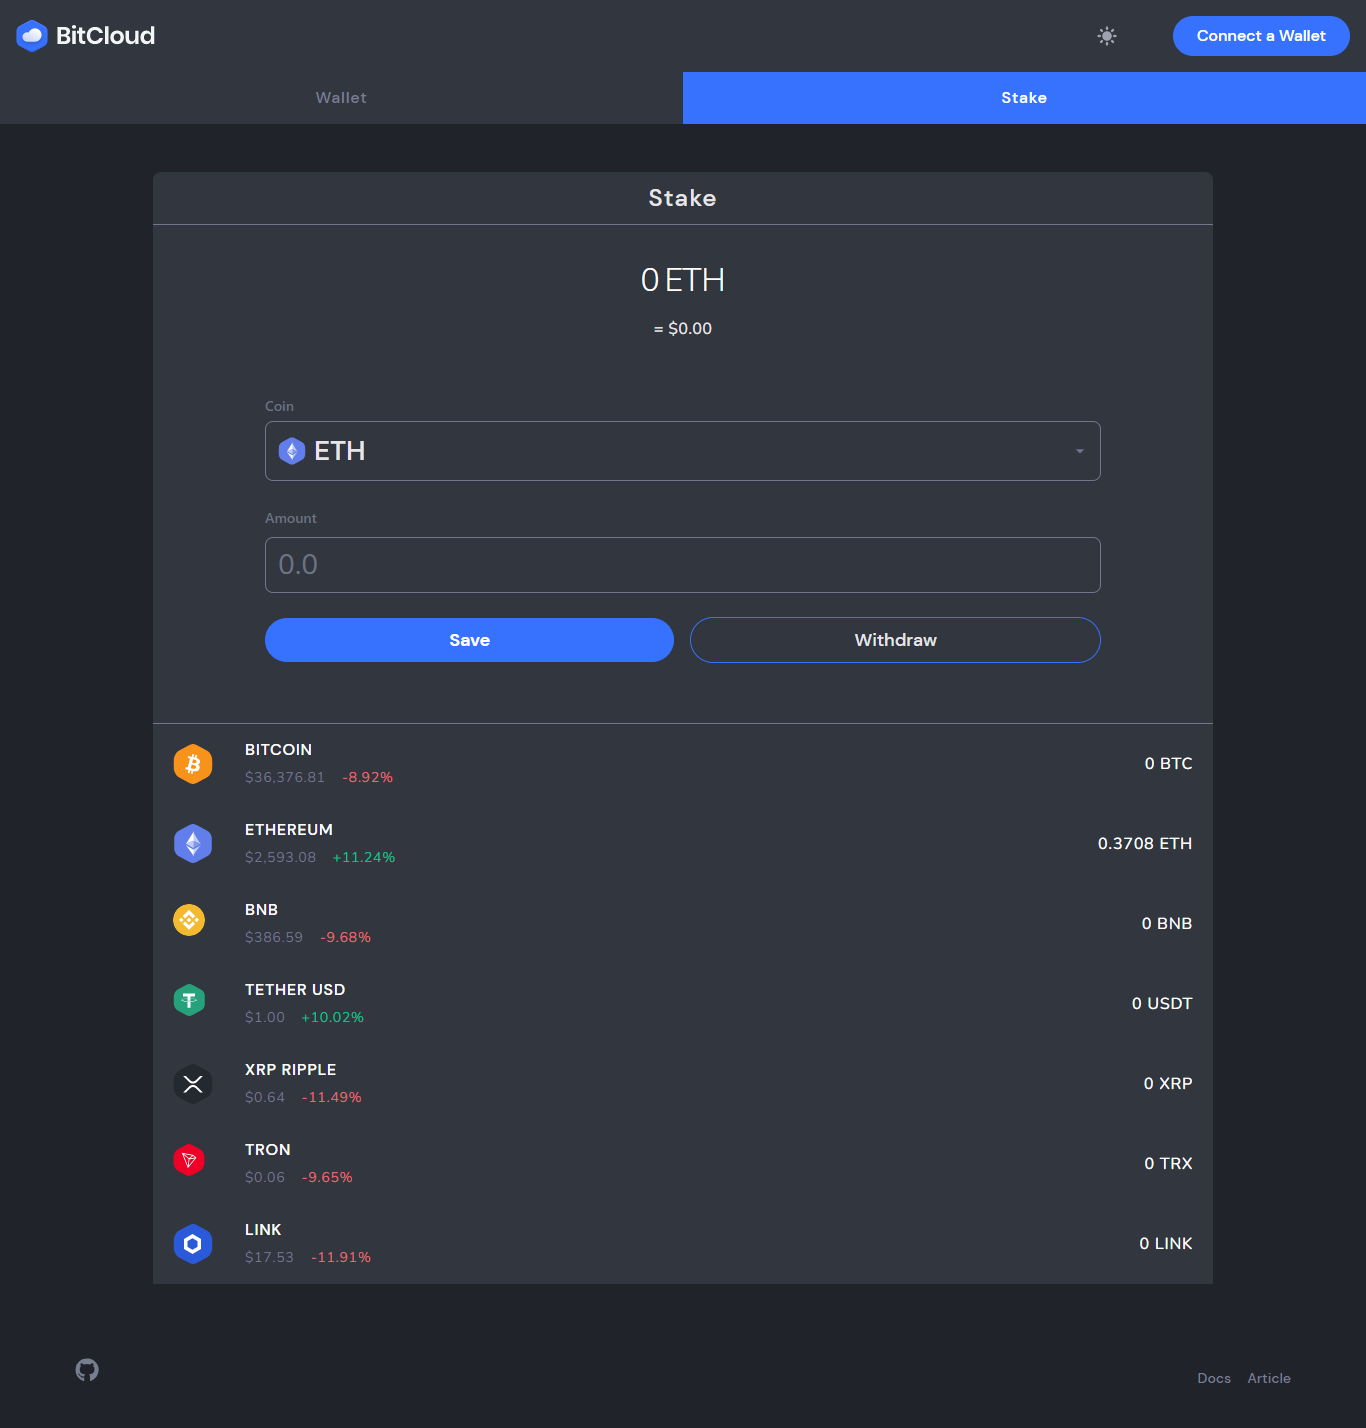 BitCloud
Connect a Wallet
Wallet
Stake
Stake
0 ETH
= $0.00
Coin
ETH
Amount
0.0
Save
Withdraw
BITCOIN
$36,376.81 -8.92%
0 BTC
ETHEREUM
$2,593.08 +11.24%
0.3708 ETH
BNB
$386.59 -9.68%
0 BNB
TETHER USD
$1.00 +10.02%
0 USDT
XRP RIPPLE
$0.64 -11.49%
0 XRP
TRON
$0.06 -9.65%
0 TRX
LINK
$17.53 -11.91%
0 LINK
Docs Article